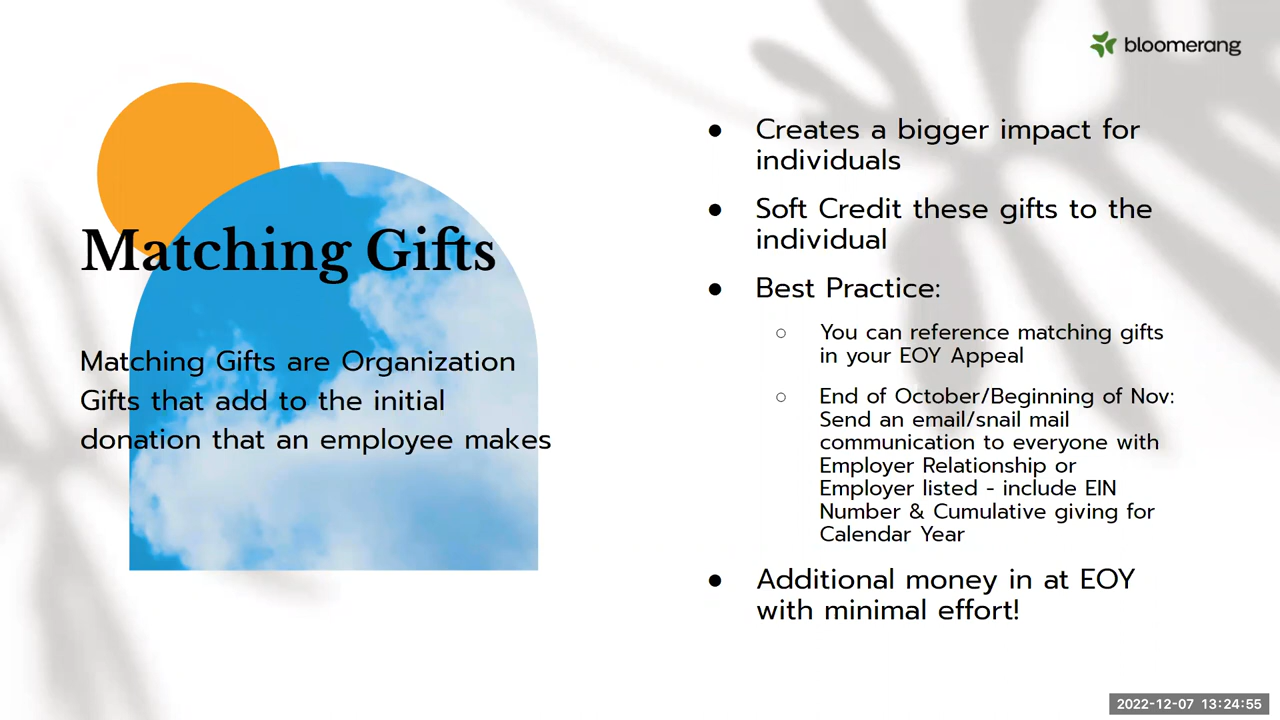 bloomerang
Matching Gifts
Matching Gifts are Organization
Gifts that add to the initial
donation that an employee makes
● Creates a bigger impact for
individuals
● Soft Credit these gifts to the
individual
● Best Practice:
○ You can reference matching gifts
in your EOY Appeal
○ End of October/Beginning of Nov:
Send an email/snail mail
communication to everyone with
Employer Relationship or
Employer listed - include EIN
Number & Cumulative giving for
Calendar Year
● Additional money in at EOY
with minimal effort!
2022-12-07 13:24:55